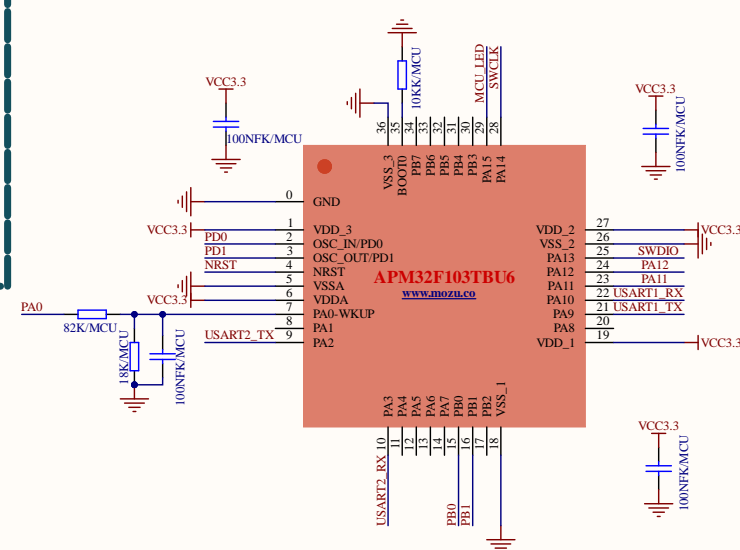 VCC3.3
100NFK/MCU
10KK/MCU
MCU_LED
SWCLK
VCC3.3
100NFK/MCU
36
35
34
33
32
31
30
29
28
VSS_3
BOOT0
PB7
PB6
PB5
PB4
PB3
PA15
PA14
0 GND
VCC3.3 1 VDD_3
PD0 2 OSC_IN/PD0
PD1 3 OSC_OUT/PD1
NRST 4 NRST
5 VSSA
VCC3.3 6 VDDA
PA0 7 PA0-WKUP
8 PA1
USART2_TX 9 PA2
82K/MCU
18K/MCU
100NFK/MCU
APM32F103TBU6
www.mozu.co
VDD_2 27 VCC3.3
VSS_2 26
PA13 25 SWDIO
PA12 24 PA12
PA11 23 PA11
PA10 22 USART1_RX
PA9 21 USART1_TX
PA8 20
VDD_1 19 VCC3.3
PA3
PA4
PA5
PA6
PA7
PB0
PB1
PB2
VSS_1
10
11
12
13
14
15
16
17
18
USART2_RX
PB0
PB1
VCC3.3
100NFK/MCU